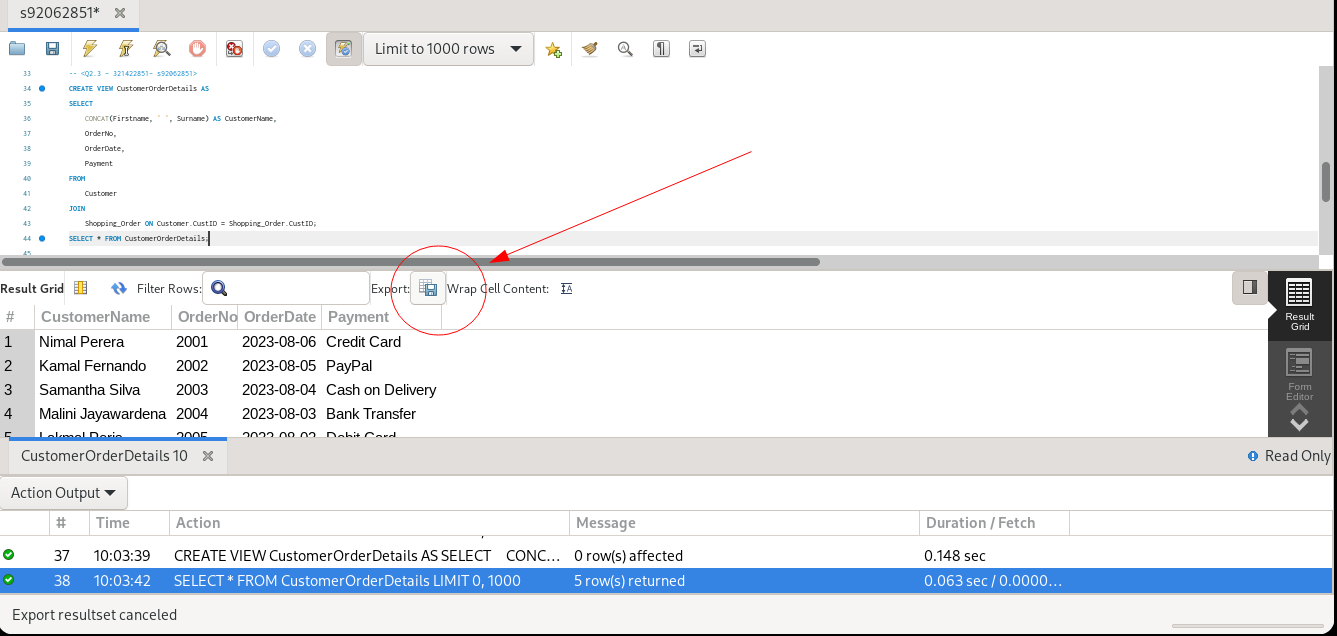 s92062851*
Limit to 1000 rows
33 -- <Q2.3 - 321422851- s92062851>
34 CREATE VIEW CustomerOrderDetails AS
35 SELECT
36 CONCAT(Firstname, ' ', Surname) AS CustomerName,
37 OrderNo,
38 OrderDate,
39 Payment
40 FROM
41 Customer
42 JOIN
43 Shopping_Order ON Customer.CustID = Shopping_Order.CustID;
44 SELECT * FROM CustomerOrderDetails;
45
Result Grid Filter Rows: Export: Wrap Cell Content:
# CustomerName OrderNo OrderDate Payment
1 Nimal Perera 2001 2023-08-06 Credit Card
2 Kamal Fernando 2002 2023-08-05 PayPal
3 Samantha Silva 2003 2023-08-04 Cash on Delivery
4 Malini Jayawardena 2004 2023-08-03 Bank Transfer
5 2005 2023-08-02 Debit Card
Result
Grid
Form
Editor
CustomerOrderDetails 10
Read Only
Action Output
# Time Action Message Duration / Fetch
37 10:03:39 CREATE VIEW CustomerOrderDetails AS SELECT CONC... 0 row(s) affected 0.148 sec
38 10:03:42 SELECT * FROM CustomerOrderDetails LIMIT 0, 1000 5 row(s) returned 0.063 sec / 0.0000...
Export resultset canceled